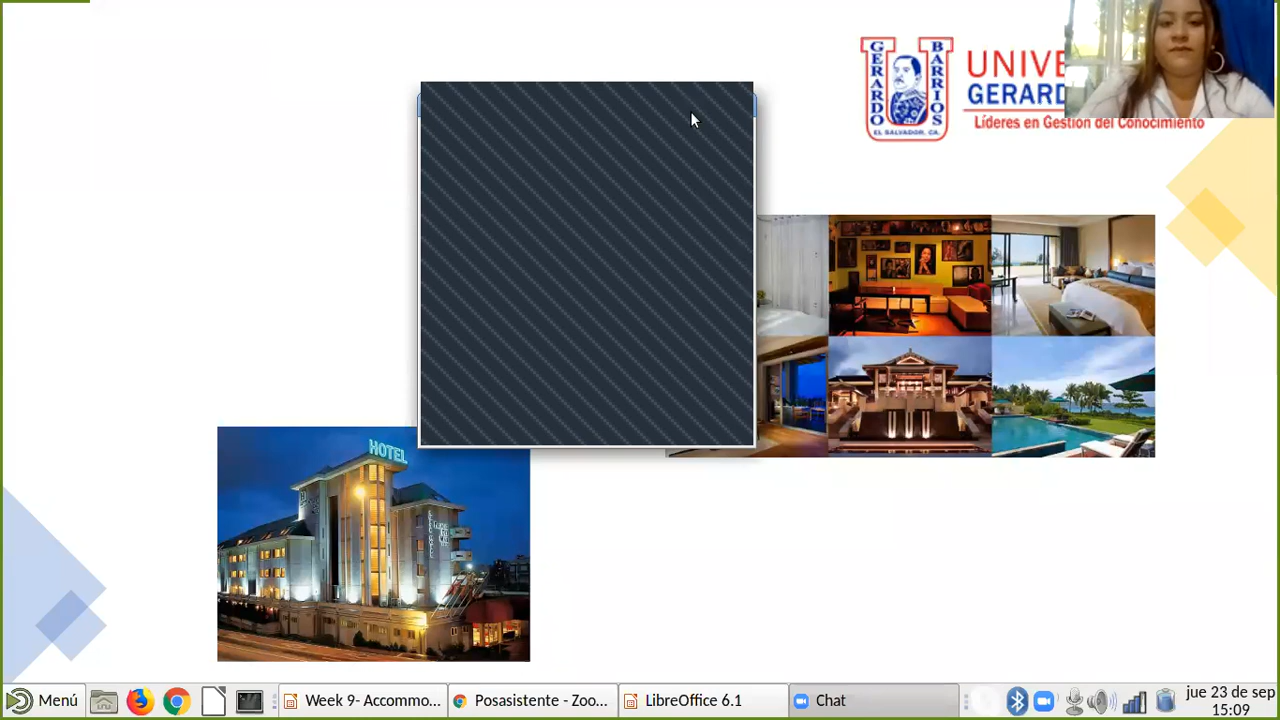 GERARDO
BARRIOS
EL SALVADOR, CA.
UNIVE
GERARD
Líderes en Gestión del Conocimiento
HOTEL
Menú
Week 9- Accommo...
Posasistente - Zoo...
LibreOffice 6.1
Chat
jue 23 de sep
15:09